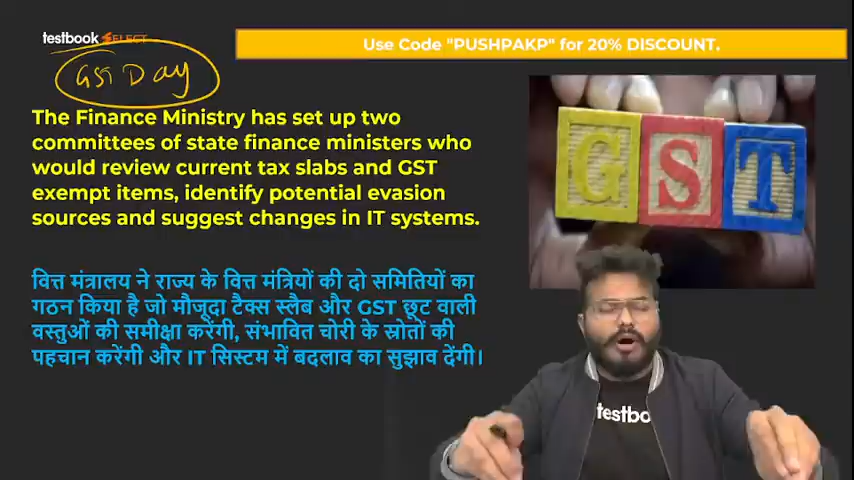 testbook SELECT
Use Code "PUSHPAKP" for 20% DISCOUNT.
GST Day
The Finance Ministry has set up two
committees of state finance ministers who
would review current tax slabs and GST
exempt items, identify potential evasion
sources and suggest changes in IT systems.
GST
वित्त मंत्रालय ने राज्य के वित्त मंत्रियों की दो समितियों का
गठन किया है जो मौजूदा टैक्स स्लैब और GST छूट वाली
वस्तुओं की समीक्षा करेंगी, संभावित चोरी के स्रोतों की
पहचान करेंगी और IT सिस्टम में बदलाव का सुझाव देंगी।
testbo